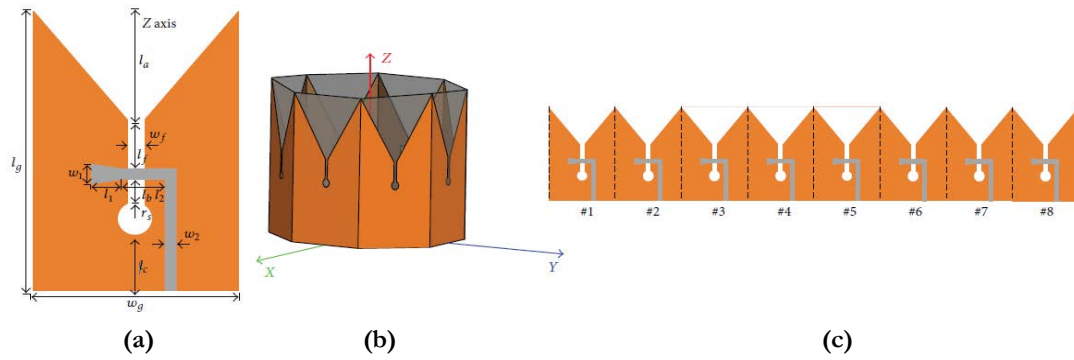 Z axis
l_a
w_f
l_f
l_g
w_1
l_1
l_b
l_2
r_s
w_2
l_c
w_g
(a)
Z
X
Y
(b)
#1 #2 #3 #4 #5 #6 #7 #8
(c)